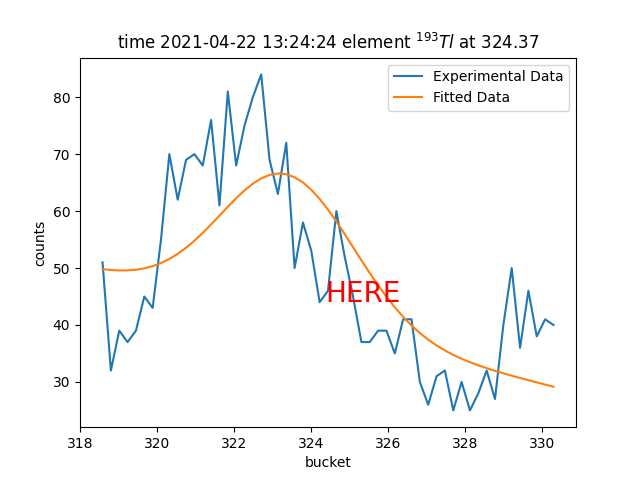 time 2021-04-22 13:24:24 element ¹⁹³Tl at 324.37
Experimental Data
Fitted Data
counts
80
70
60
50
40
30
HERE
318 320 322 324 326 328 330
bucket